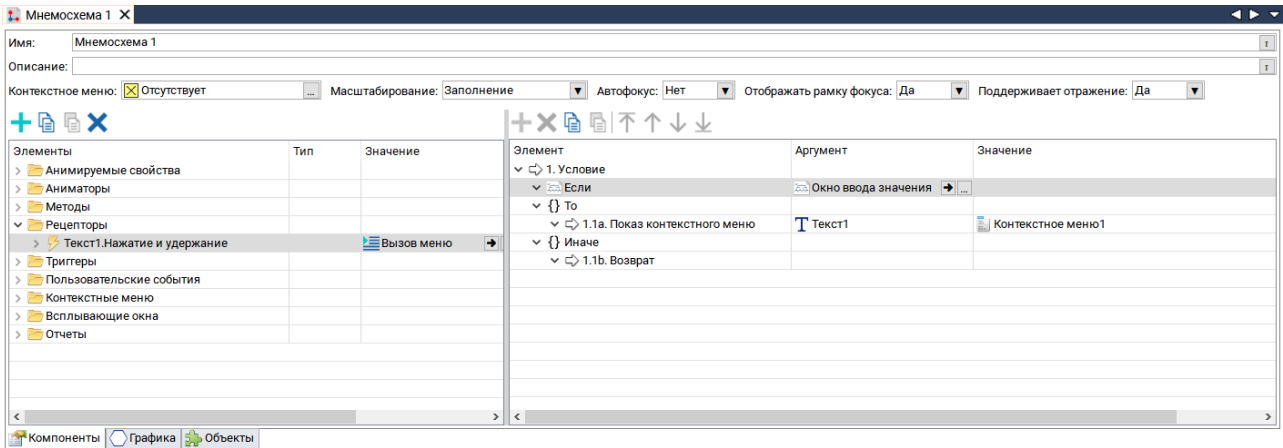 Мнемосхема 1
Имя: Мнемосхема 1
Описание:
Контекстное меню: Отсутствует ... Масштабирование: Заполнение Автофокус: Нет Отображать рамку фокуса: Да Поддерживает отражение: Да
Элементы Тип Значение
Анимируемые свойства
Аниматоры
Методы
Рецепторы
Текст1.Нажатие и удержание Вызов меню
Триггеры
Пользовательские события
Контекстные меню
Всплывающие окна
Отчеты
Элемент Аргумент Значение
1. Условие
Если Окно ввода значения ...
{} То
1.1a. Показ контекстного меню Текст1 Контекстное меню1
{} Иначе
1.1b. Возврат
Компоненты Графика Объекты